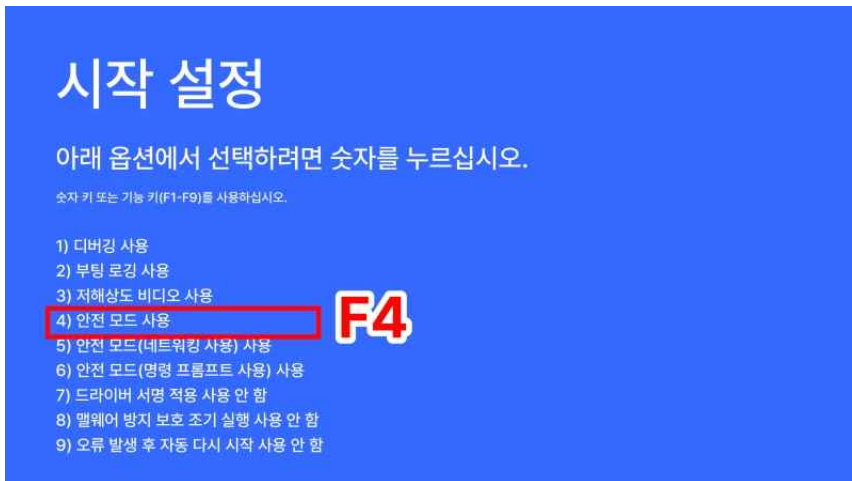 시작 설정
아래 옵션에서 선택하려면 숫자를 누르십시오.
숫자 키 또는 기능 키(F1-F9)를 사용하십시오.
1) 디버깅 사용
2) 부팅 로깅 사용
3) 저해상도 비디오 사용
4) 안전 모드 사용
F4
5) 안전 모드(네트워킹 사용) 사용
6) 안전 모드(명령 프롬프트 사용) 사용
7) 드라이버 서명 적용 사용 안 함
8) 맬웨어 방지 보호 조기 실행 사용 안 함
9) 오류 발생 후 자동 다시 시작 사용 안 함